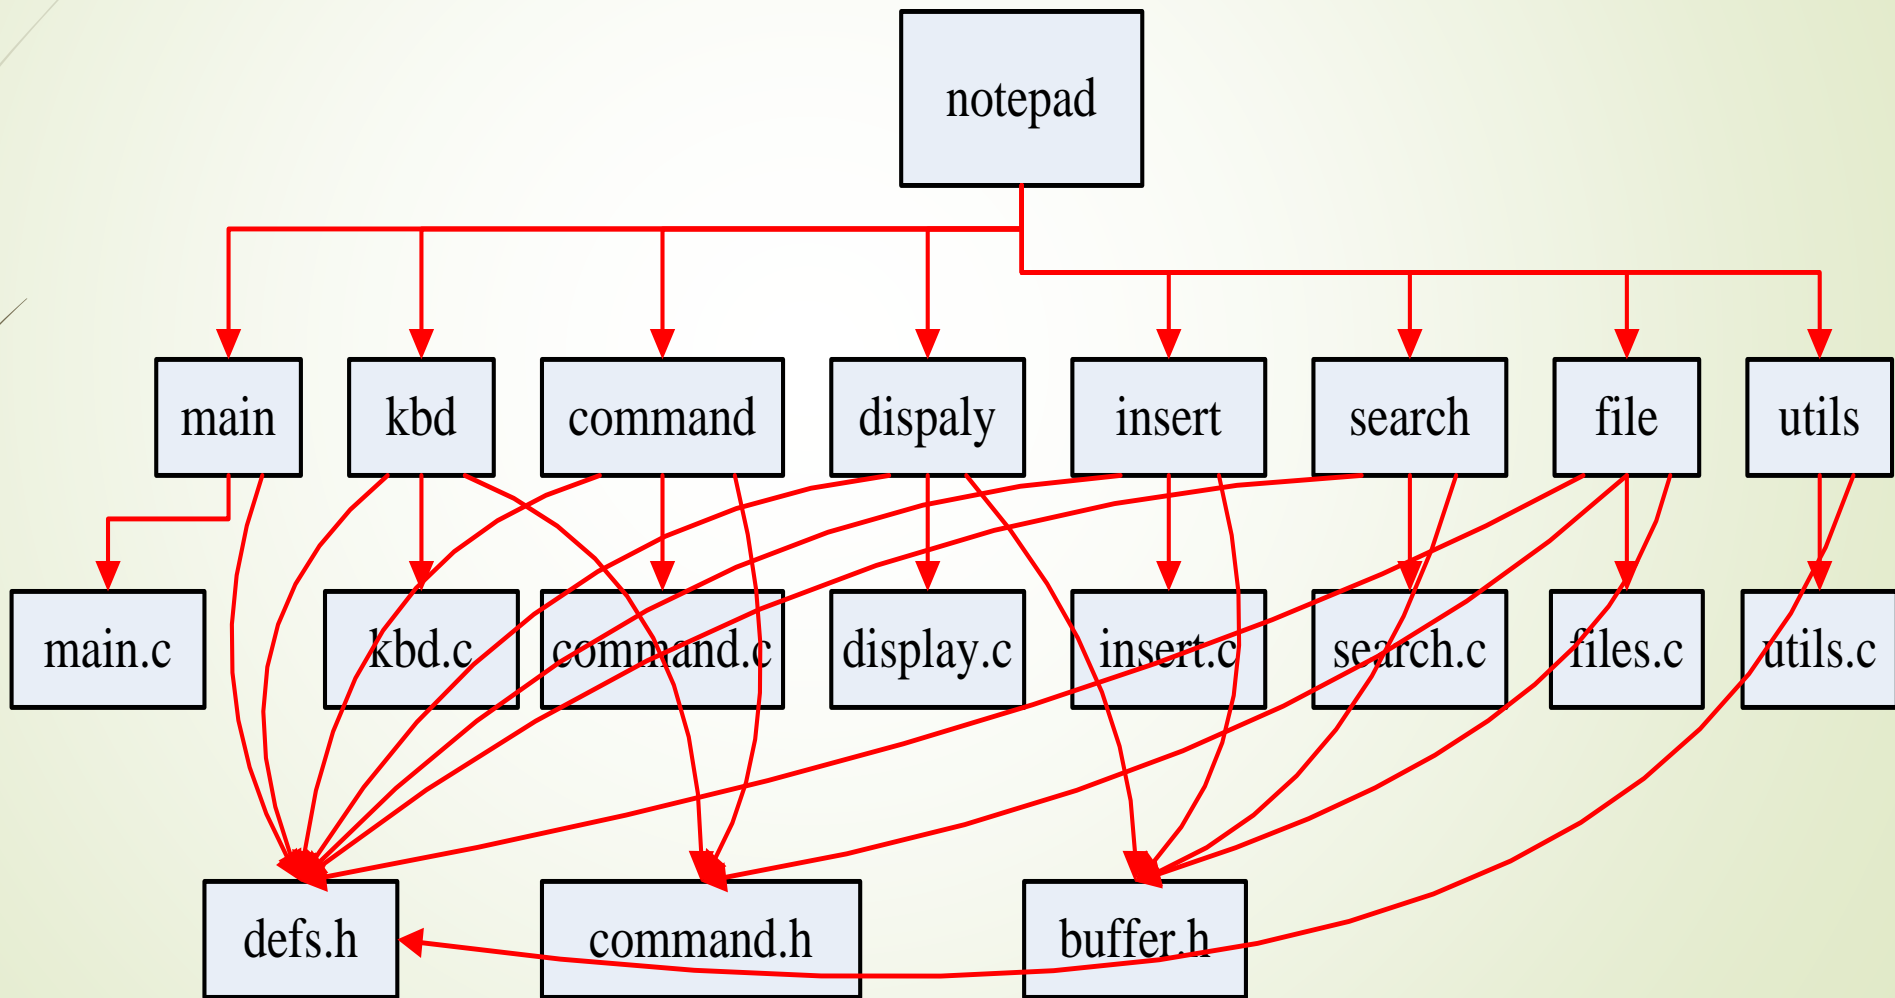 notepad
main
kbd
command
dispaly
insert
search
file
utils
main.c
kbd.c
command.c
display.c
insert.c
search.c
files.c
utils.c
defs.h
command.h
buffer.h